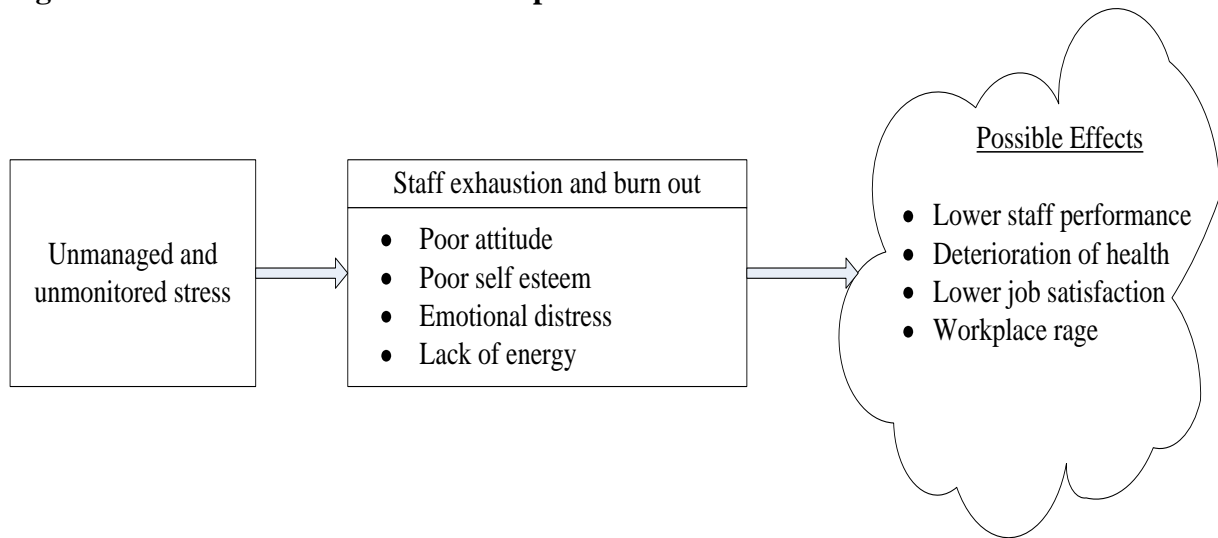 Unmanaged and
unmonitored stress
Staff exhaustion and burn out
● Poor attitude
● Poor self esteem
● Emotional distress
● Lack of energy
Possible Effects
● Lower staff performance
● Deterioration of health
● Lower job satisfaction
● Workplace rage